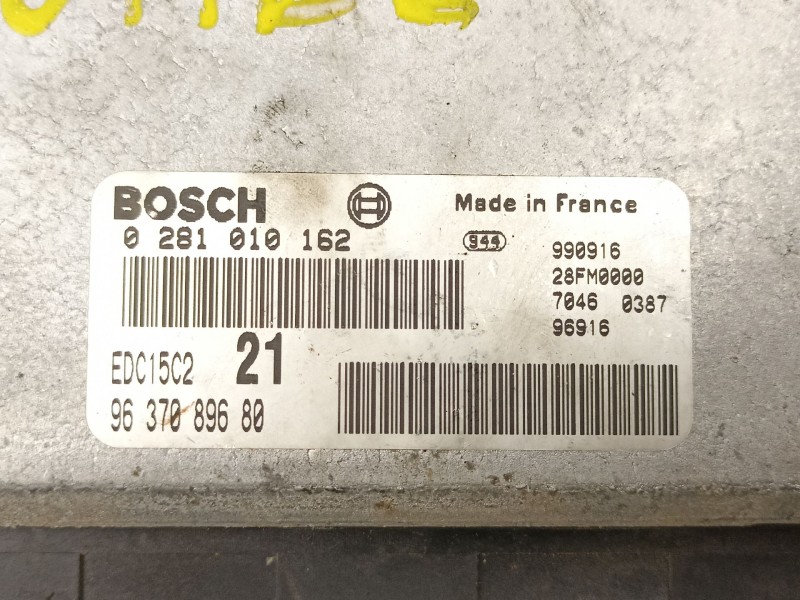 BOSCH
Made in France
0 281 010 162
944
990916
28FM0000
7046 0387
96916
EDC15C2
21
96 370 896 80